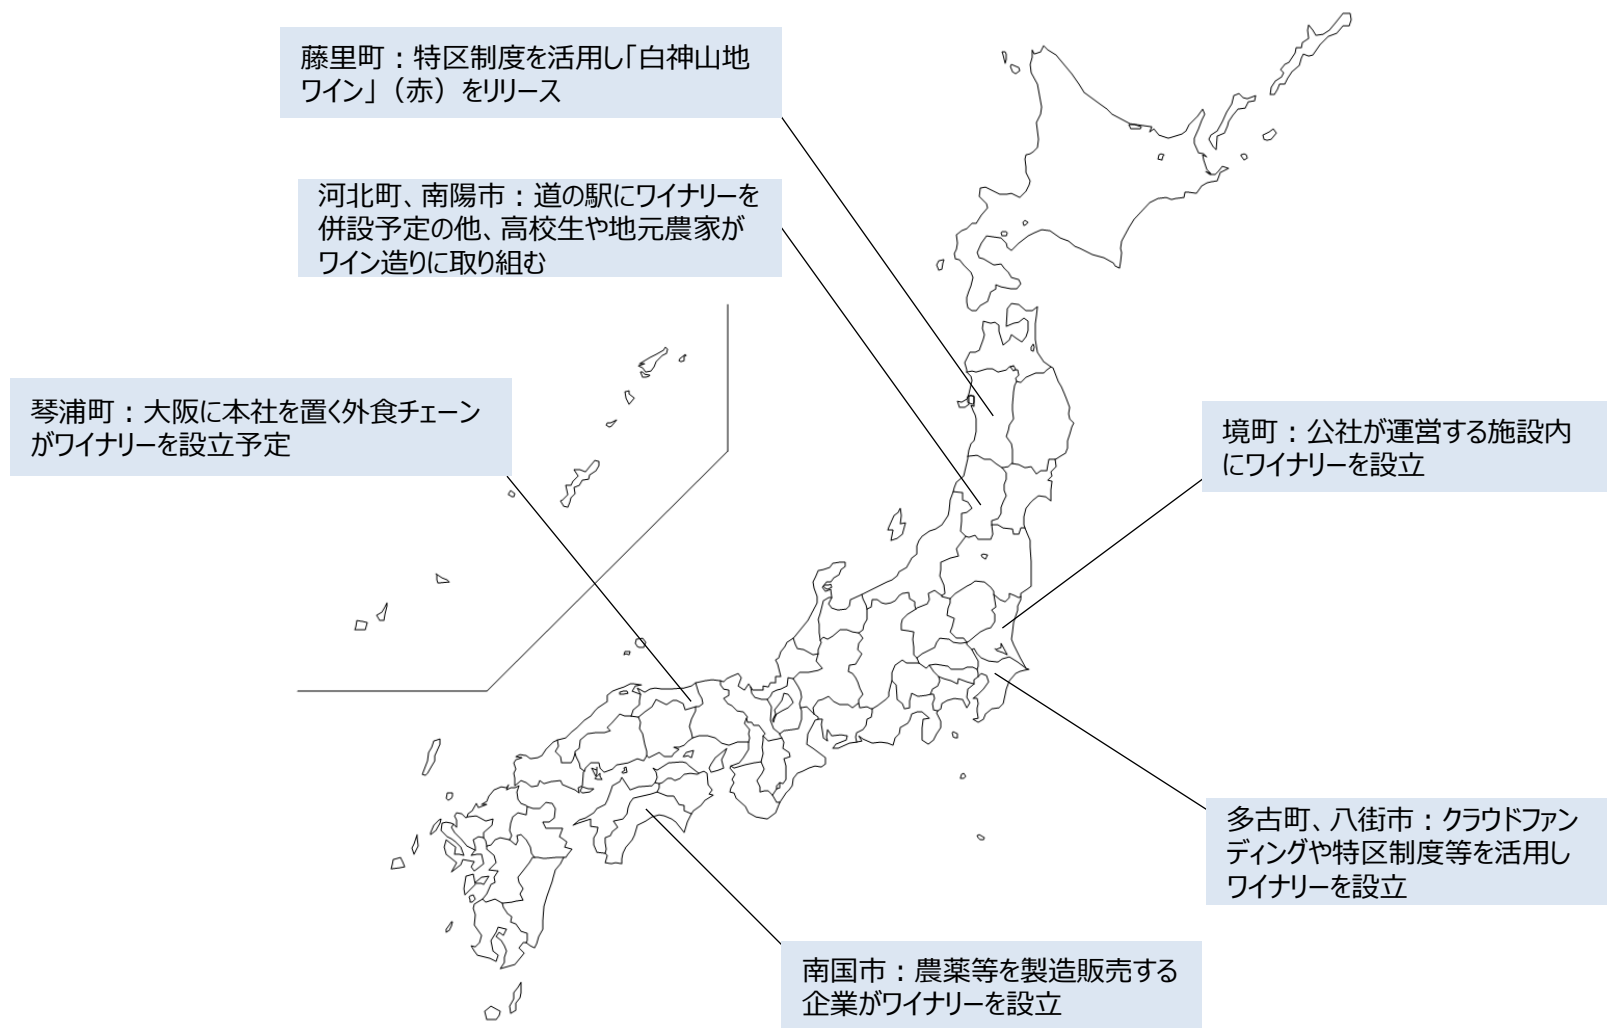 藤里町：特区制度を活用し「白神山地
ワイン」（赤）をリリース
河北町、南陽市：道の駅にワイナリーを
併設予定の他、高校生や地元農家が
ワイン造りに取り組む
琴浦町：大阪に本社を置く外食チェーン
がワイナリーを設立予定
境町：公社が運営する施設内
にワイナリーを設立
多古町、八街市：クラウドファン
ディングや特区制度等を活用し
ワイナリーを設立
南国市：農薬等を製造販売する
企業がワイナリーを設立